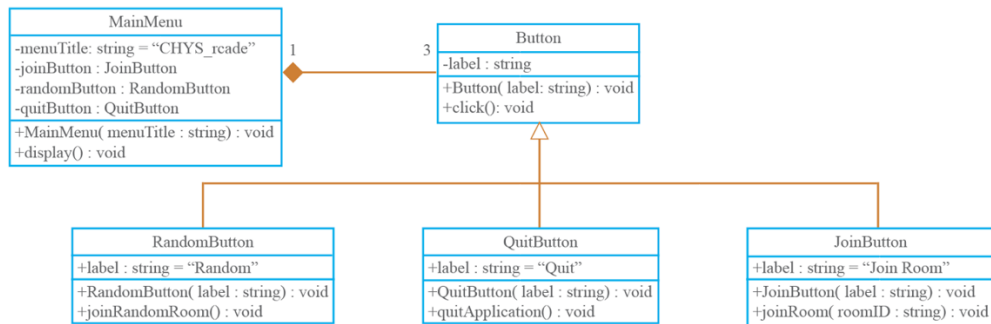 MainMenu
-menuTitle: string = “CHYS_rcade”
-joinButton : JoinButton
-randomButton : RandomButton
-quitButton : QuitButton
+MainMenu( menuTitle : string) : void
+display() : void
1
3
Button
-label : string
+Button( label: string) : void
+click(): void
RandomButton
+label : string = “Random”
+RandomButton( label : string) : void
+joinRandomRoom() : void
QuitButton
+label : string = “Quit”
+QuitButton( label : string) : void
+quitApplication() : void
JoinButton
+label : string = “Join Room”
+JoinButton( label : string) : void
+joinRoom( roomID : string) : void